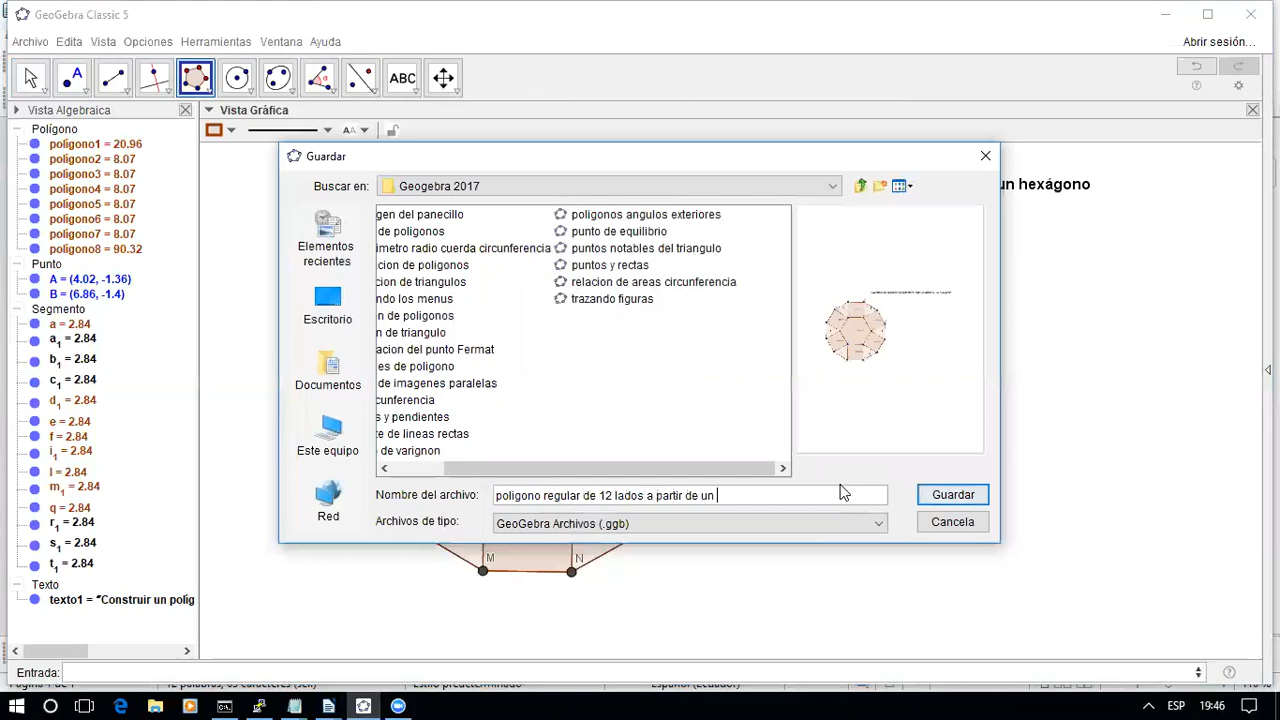 GeoGebra Classic 5
Archivo Edita Vista Opciones Herramientas Ventana Ayuda
Abrir sesión...
A
ABC
Vista Algebraica
Vista Gráfica
AA
Polígono
polígono1 = 20.96
polígono2 = 8.07
polígono3 = 8.07
polígono4 = 8.07
polígono5 = 8.07
polígono6 = 8.07
polígono7 = 8.07
polígono8 = 90.32
Punto
A = (4.02, -1.36)
B = (6.86, -1.4)
Segmento
a = 2.84
a1 = 2.84
b1 = 2.84
c1 = 2.84
d1 = 2.84
e = 2.84
f = 2.84
i1 = 2.84
l = 2.84
m1 = 2.84
q = 2.84
r1 = 2.84
s1 = 2.84
t1 = 2.84
Texto
texto1 = "Construir un políg
un hexágono
Guardar
Buscar en:
Geogebra 2017
Elementos recientes
Escritorio
Documentos
Este equipo
Red
gen del panecillo
de poligonos
imetro radio cuerda circunferencia
cion de poligonos
cion de triangulos
ndo los menus
n de poligonos
n de triangulo
acion del punto Fermat
es de poligono
de imagenes paralelas
cunferencia
s y pendientes
te de lineas rectas
de varignon
poligonos angulos exteriores
punto de equilibrio
puntos notables del triangulo
puntos y rectas
relacion de areas circunferencia
trazando figuras
Nombre del archivo:
poligono regular de 12 lados a partir de un
Guardar
Archivos de tipo:
GeoGebra Archivos (.ggb)
Cancela
M
N
Entrada:
ESP
19:46